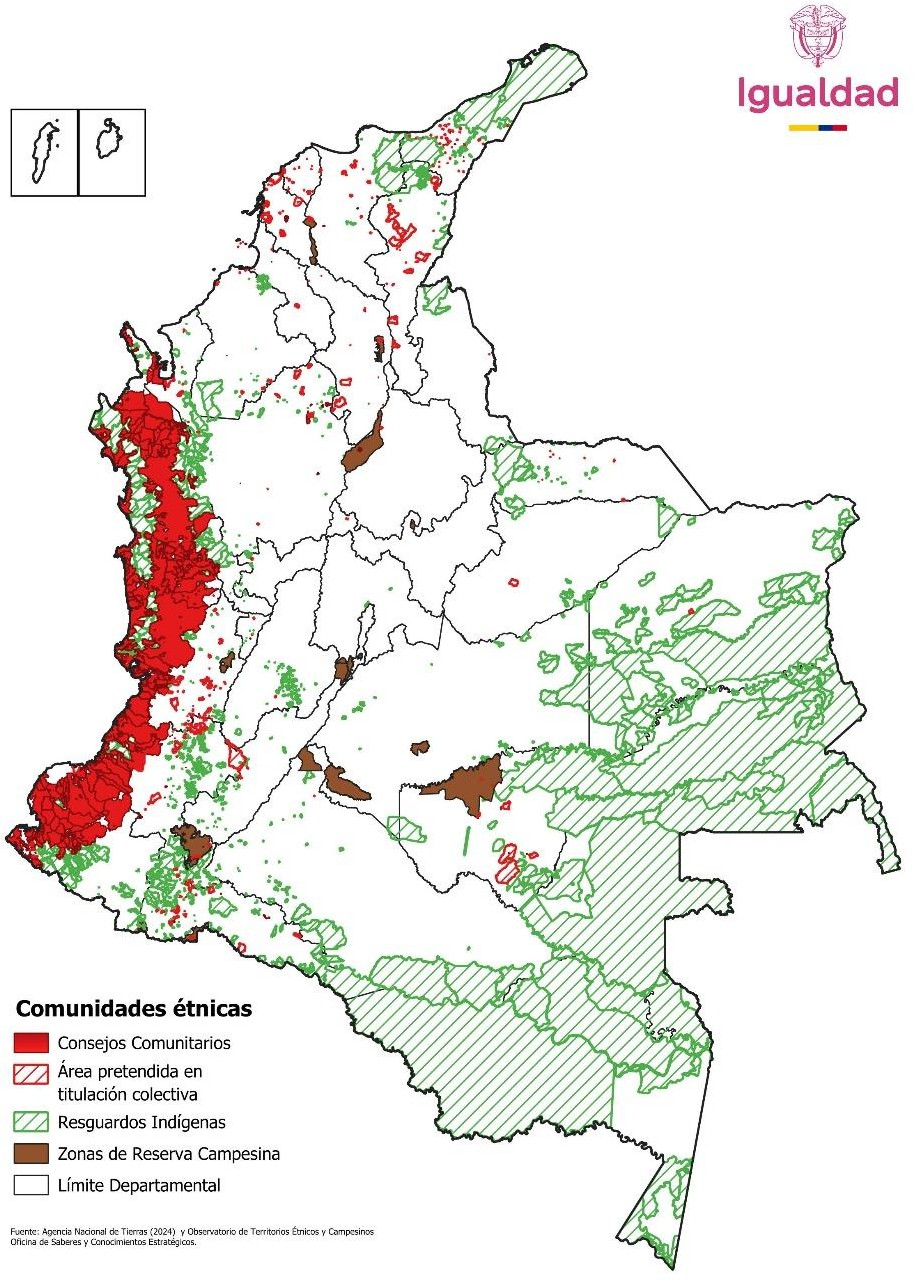 Igualdad
Comunidades étnicas
Consejos Comunitarios
Área pretendida en
titulación colectiva
Resguardos Indígenas
Zonas de Reserva Campesina
Límite Departamental
Fuente: Agencia Nacional de Tierras (2024) y Observatorio de Territorios Étnicos y Campesinos
Oficina de Saberes y Conocimientos Estratégicos.